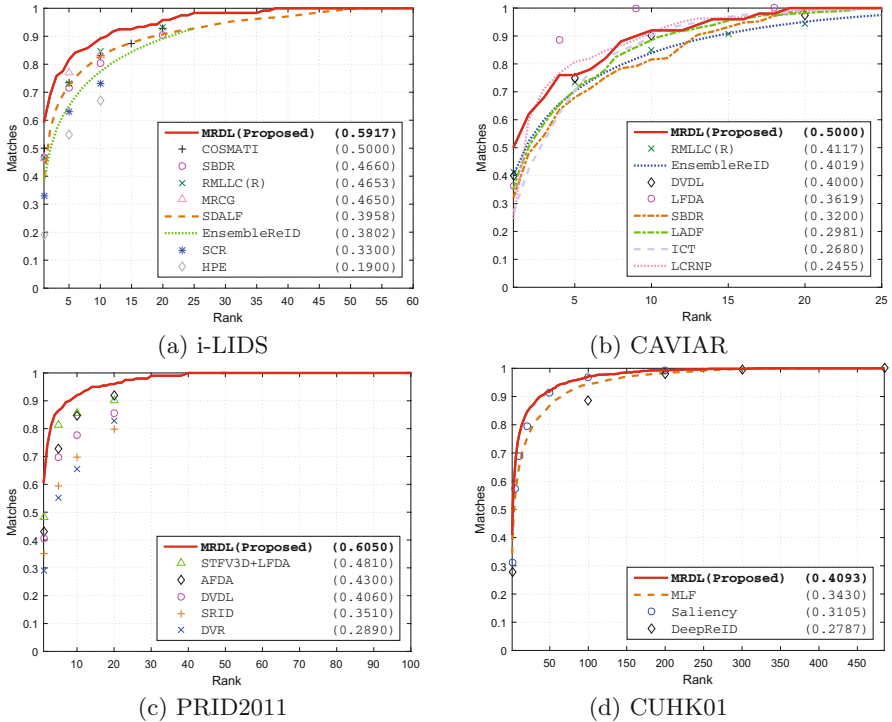 1
0.9
0.8
0.7
0.6
0.5
0.4
0.3
0.2
0.1
0
Matches
MRDL(Proposed) (0.5917)
COSMATI (0.5000)
SBDR (0.4660)
RMLLC(R) (0.4653)
MRCG (0.4650)
SDALF (0.3958)
EnsembleReID (0.3802)
SCR (0.3300)
HPE (0.1900)
5 10 15 20 25 30 35 40 45 50 55 60
Rank
(a) i-LIDS
1
0.9
0.8
0.7
0.6
0.5
0.4
0.3
0.2
0.1
0
Matches
MRDL(Proposed) (0.5000)
RMLLC(R) (0.4117)
EnsembleReID (0.4019)
DVDL (0.4000)
LFDA (0.3619)
SBDR (0.3200)
LADF (0.2981)
ICT (0.2680)
LCRNP (0.2455)
5 10 15 20 25
Rank
(b) CAVIAR
1
0.9
0.8
0.7
0.6
0.5
0.4
0.3
0.2
0.1
0
Matches
MRDL(Proposed) (0.6050)
STFV3D+LFDA (0.4810)
AFDA (0.4300)
DVDL (0.4060)
SRID (0.3510)
DVR (0.2890)
10 20 30 40 50 60 70 80 90 100
Rank
(c) PRID2011
1
0.9
0.8
0.7
0.6
0.5
0.4
0.3
0.2
0.1
0
Matches
MRDL(Proposed) (0.4093)
MLF (0.3430)
Saliency (0.3105)
DeepReID (0.2787)
50 100 150 200 250 300 350 400 450
Rank
(d) CUHK01